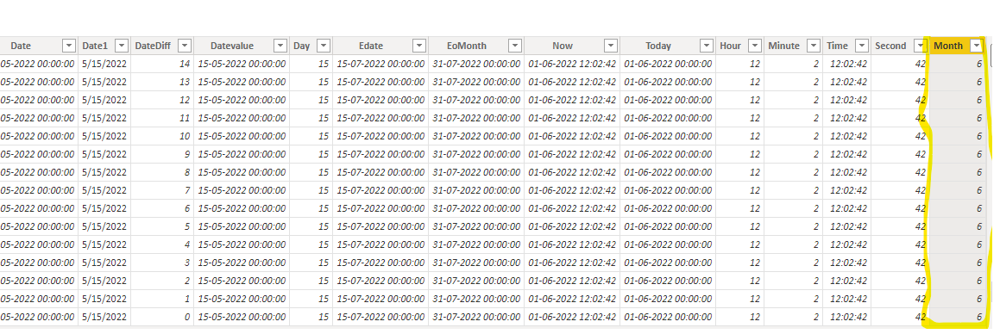 Date Date1 DateDiff Datevalue Day Edate EoMonth Now Today Hour Minute Time Second Month
05-2022 00:00:00 5/15/2022 14 15-05-2022 00:00:00 15 15-07-2022 00:00:00 31-07-2022 00:00:00 01-06-2022 12:02:42 01-06-2022 00:00:00 12 2 12:02:42 42 6
05-2022 00:00:00 5/15/2022 13 15-05-2022 00:00:00 15 15-07-2022 00:00:00 31-07-2022 00:00:00 01-06-2022 12:02:42 01-06-2022 00:00:00 12 2 12:02:42 42 6
05-2022 00:00:00 5/15/2022 12 15-05-2022 00:00:00 15 15-07-2022 00:00:00 31-07-2022 00:00:00 01-06-2022 12:02:42 01-06-2022 00:00:00 12 2 12:02:42 42 6
05-2022 00:00:00 5/15/2022 11 15-05-2022 00:00:00 15 15-07-2022 00:00:00 31-07-2022 00:00:00 01-06-2022 12:02:42 01-06-2022 00:00:00 12 2 12:02:42 42 6
05-2022 00:00:00 5/15/2022 10 15-05-2022 00:00:00 15 15-07-2022 00:00:00 31-07-2022 00:00:00 01-06-2022 12:02:42 01-06-2022 00:00:00 12 2 12:02:42 42 6
05-2022 00:00:00 5/15/2022 9 15-05-2022 00:00:00 15 15-07-2022 00:00:00 31-07-2022 00:00:00 01-06-2022 12:02:42 01-06-2022 00:00:00 12 2 12:02:42 42 6
05-2022 00:00:00 5/15/2022 8 15-05-2022 00:00:00 15 15-07-2022 00:00:00 31-07-2022 00:00:00 01-06-2022 12:02:42 01-06-2022 00:00:00 12 2 12:02:42 42 6
05-2022 00:00:00 5/15/2022 7 15-05-2022 00:00:00 15 15-07-2022 00:00:00 31-07-2022 00:00:00 01-06-2022 12:02:42 01-06-2022 00:00:00 12 2 12:02:42 42 6
05-2022 00:00:00 5/15/2022 6 15-05-2022 00:00:00 15 15-07-2022 00:00:00 31-07-2022 00:00:00 01-06-2022 12:02:42 01-06-2022 00:00:00 12 2 12:02:42 42 6
05-2022 00:00:00 5/15/2022 5 15-05-2022 00:00:00 15 15-07-2022 00:00:00 31-07-2022 00:00:00 01-06-2022 12:02:42 01-06-2022 00:00:00 12 2 12:02:42 42 6
05-2022 00:00:00 5/15/2022 4 15-05-2022 00:00:00 15 15-07-2022 00:00:00 31-07-2022 00:00:00 01-06-2022 12:02:42 01-06-2022 00:00:00 12 2 12:02:42 42 6
05-2022 00:00:00 5/15/2022 3 15-05-2022 00:00:00 15 15-07-2022 00:00:00 31-07-2022 00:00:00 01-06-2022 12:02:42 01-06-2022 00:00:00 12 2 12:02:42 42 6
05-2022 00:00:00 5/15/2022 2 15-05-2022 00:00:00 15 15-07-2022 00:00:00 31-07-2022 00:00:00 01-06-2022 12:02:42 01-06-2022 00:00:00 12 2 12:02:42 42 6
05-2022 00:00:00 5/15/2022 1 15-05-2022 00:00:00 15 15-07-2022 00:00:00 31-07-2022 00:00:00 01-06-2022 12:02:42 01-06-2022 00:00:00 12 2 12:02:42 42 6
05-2022 00:00:00 5/15/2022 0 15-05-2022 00:00:00 15 15-07-2022 00:00:00 31-07-2022 00:00:00 01-06-2022 12:02:42 01-06-2022 00:00:00 12 2 12:02:42 42 6